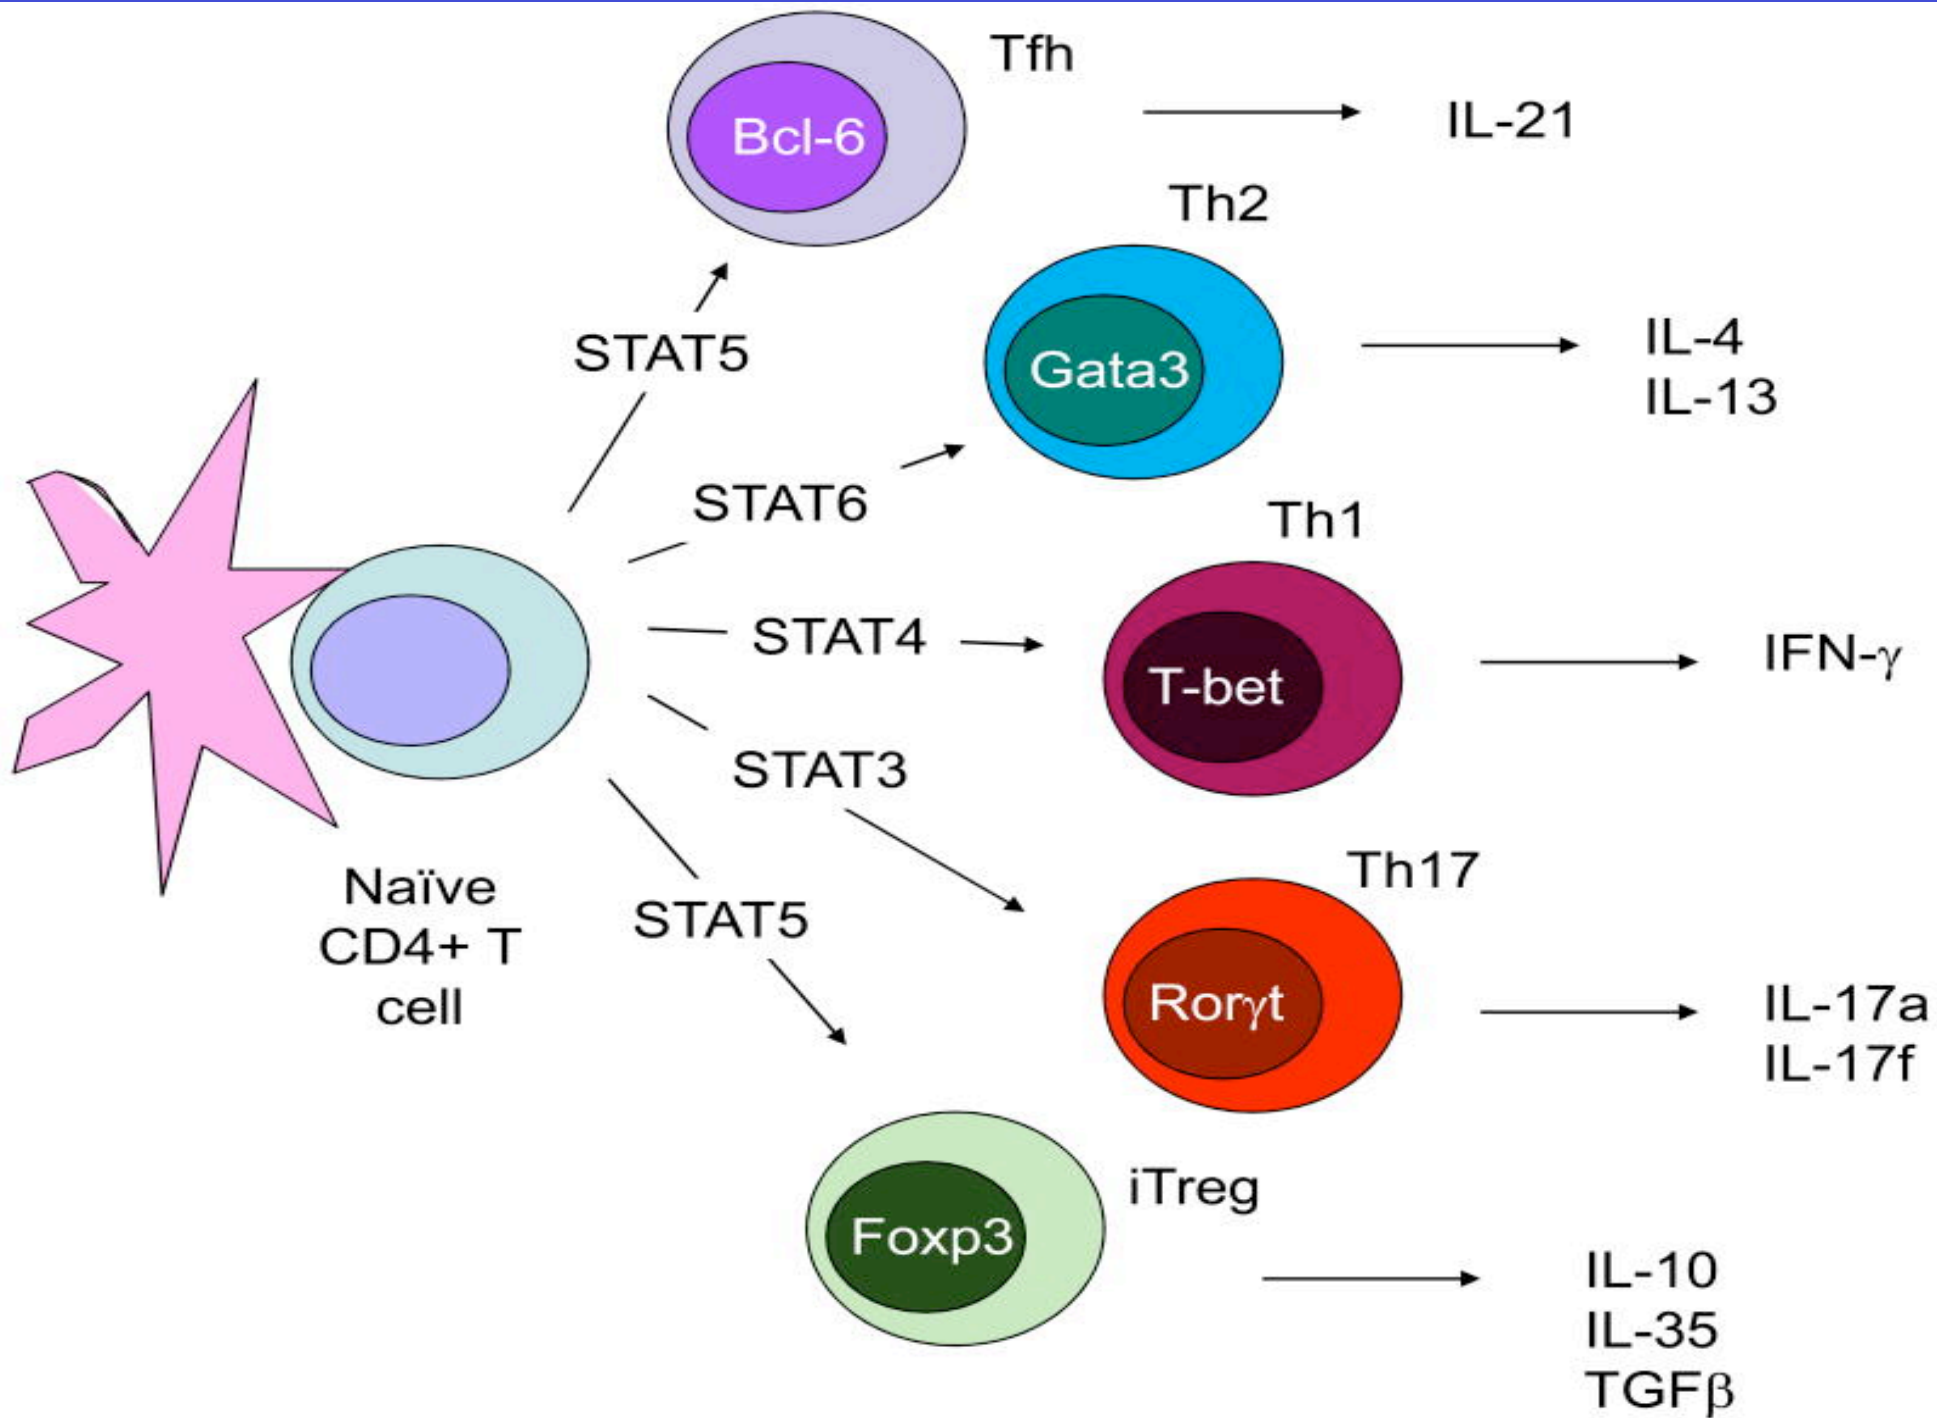 Tfh
Bcl-6
IL-21
Th2
STAT5
Gata3
IL-4
IL-13
STAT6
Th1
STAT4
T-bet
IFN-γ
STAT3
Th17
Naïve
CD4+ T
cell
STAT5
Rorγt
IL-17a
IL-17f
iTreg
Foxp3
IL-10
IL-35
TGFβ